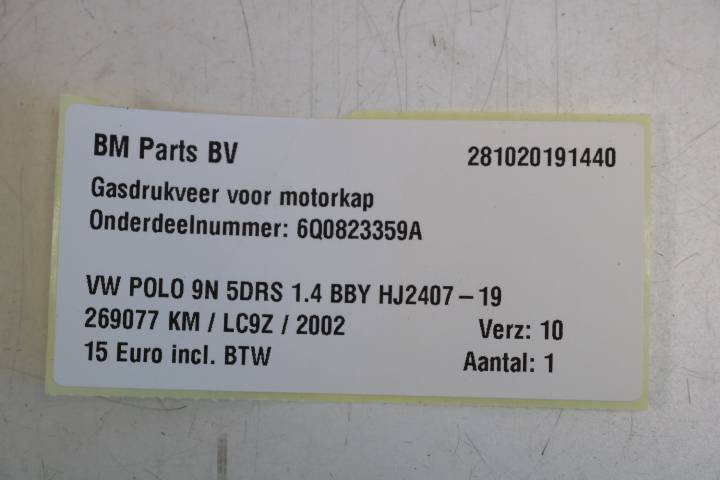 BM Parts BV 281020191440
Gasdrukveer voor motorkap
Onderdeelnummer: 6Q0823359A
VW POLO 9N 5DRS 1.4 BBY HJ2407-19
269077 KM / LC9Z / 2002 Verz: 10
15 Euro incl. BTW Aantal: 1